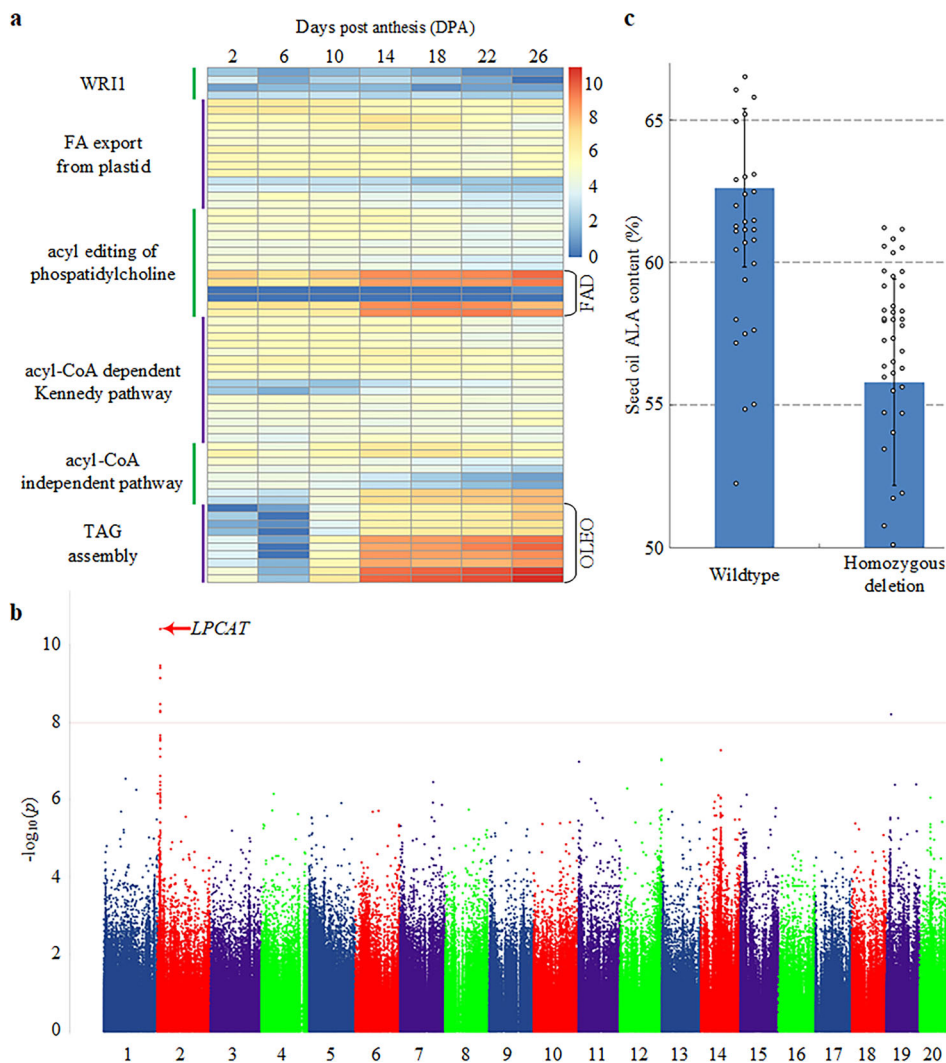 a
Days post anthesis (DPA)
2 6 10 14 18 22 26
WRI1
FA export
from plastid
acyl editing of
phospatidylcholine
acyl-CoA dependent
Kennedy pathway
acyl-CoA
independent pathway
TAG
assembly
10
8
6
4
2
0
FAD
OLEO
c
Seed oil ALA content (%)
65
60
55
50
Wildtype
Homozygous
deletion
b
LPCAT
-log10(p)
10
8
6
4
2
0
1 2 3 4 5 6 7 8 9 10 11 12 13 14 15 16 17 18 19 20